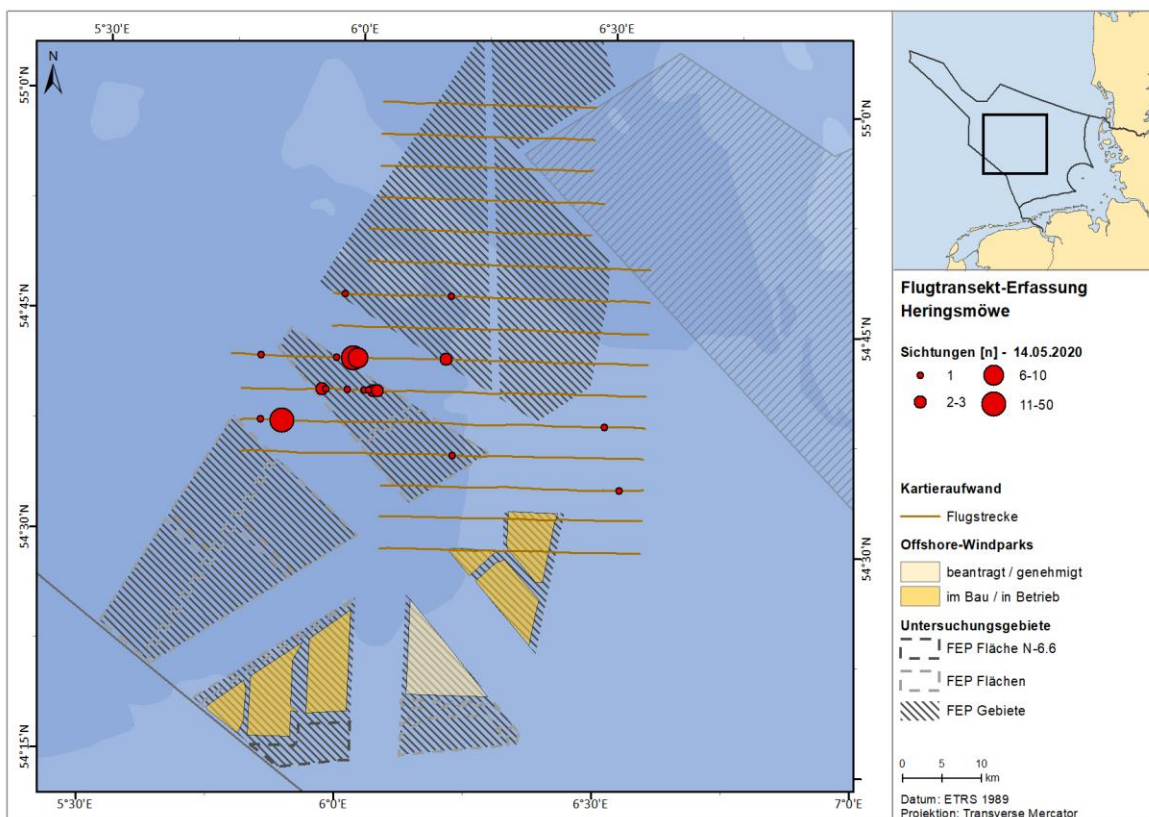 5°30'E 6°0'E 6°30'E
N
55°0'N
55°0'N
54°45'N
54°45'N
54°30'N
54°30'N
54°15'N
5°30'E 6°0'E 6°30'E 7°0'E
Flugtransekt-Erfassung
Heringsmöwe
Sichtungen [n] - 14.05.2020
1 6-10
2-3 11-50
Kartieraufwand
Flugstrecke
Offshore-Windparks
beantragt / genehmigt
im Bau / in Betrieb
Untersuchungsgebiete
FEP Fläche N-6.6
FEP Flächen
FEP Gebiete
0 5 10
km
Datum: ETRS 1989
Projektion: Transverse Mercator